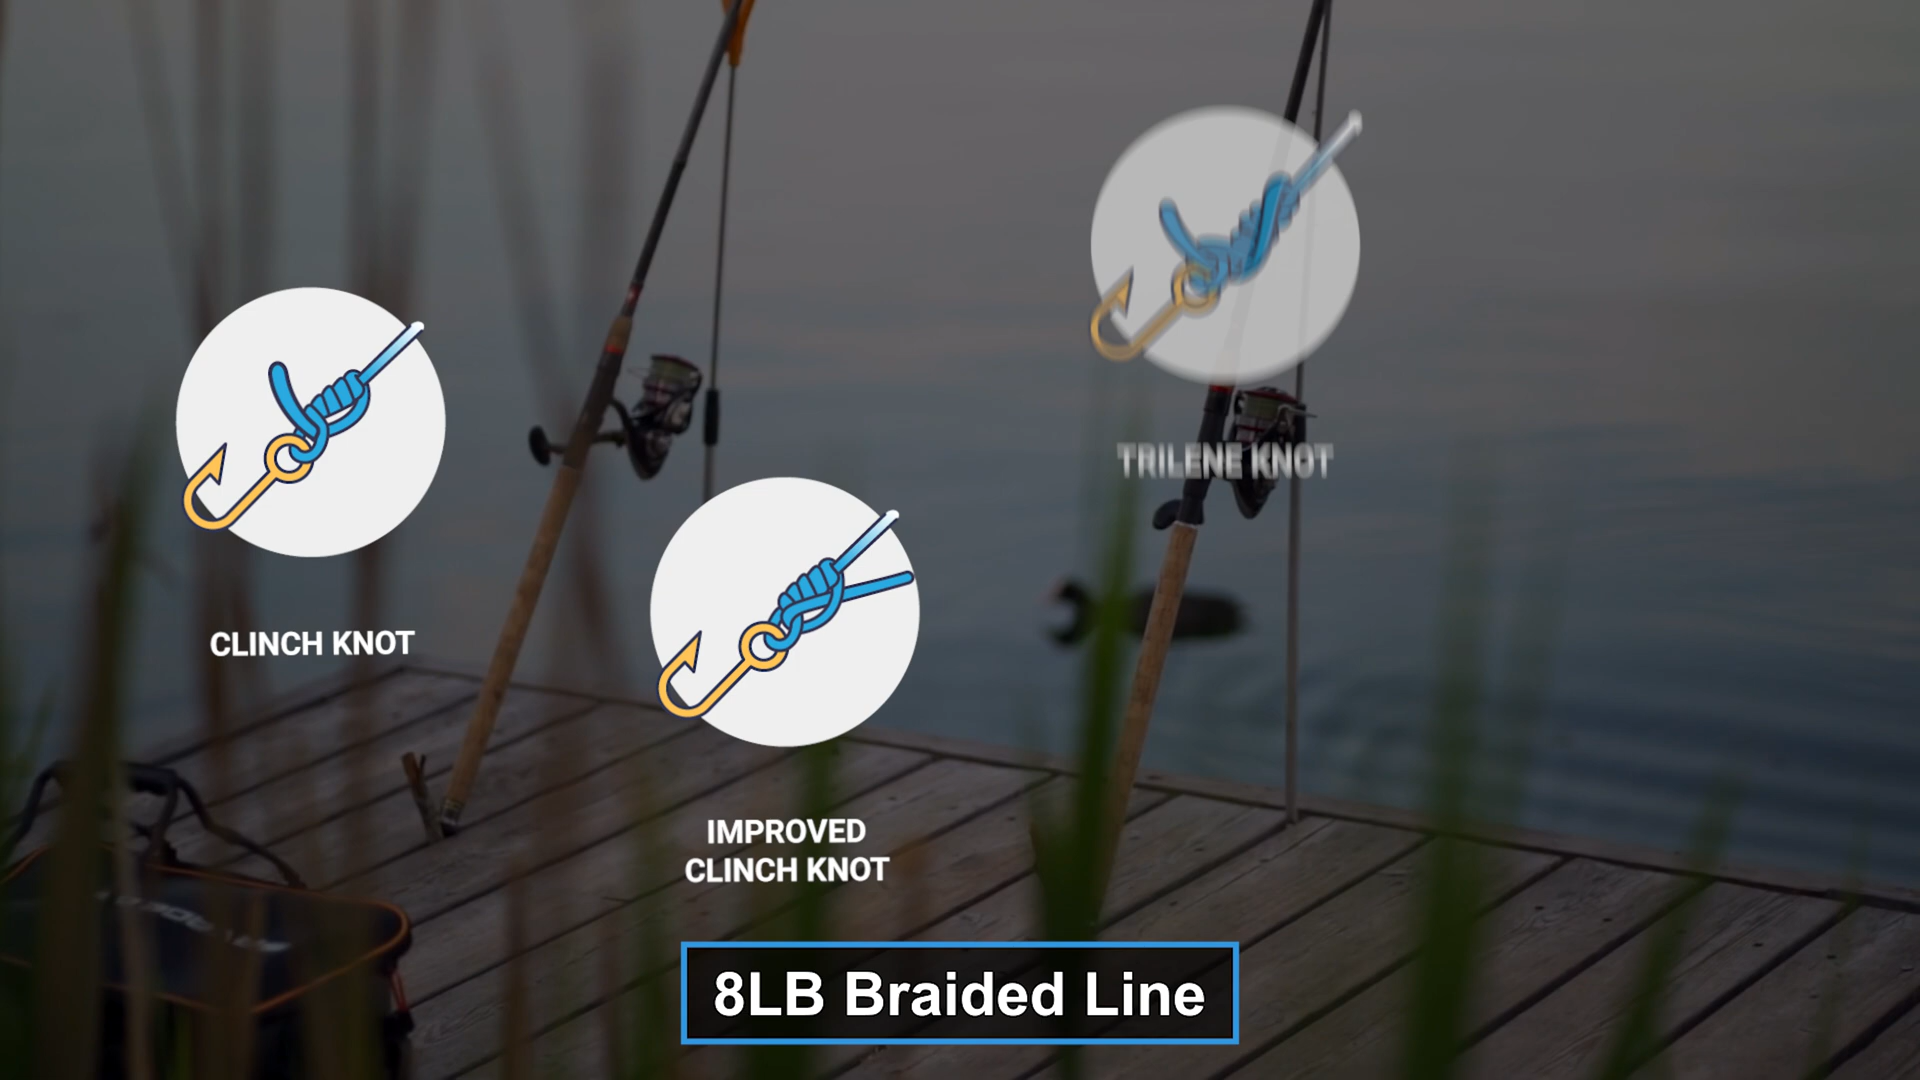 TRILENE KNOT
CLINCH KNOT
IMPROVED
CLINCH KNOT
8LB Braided Line